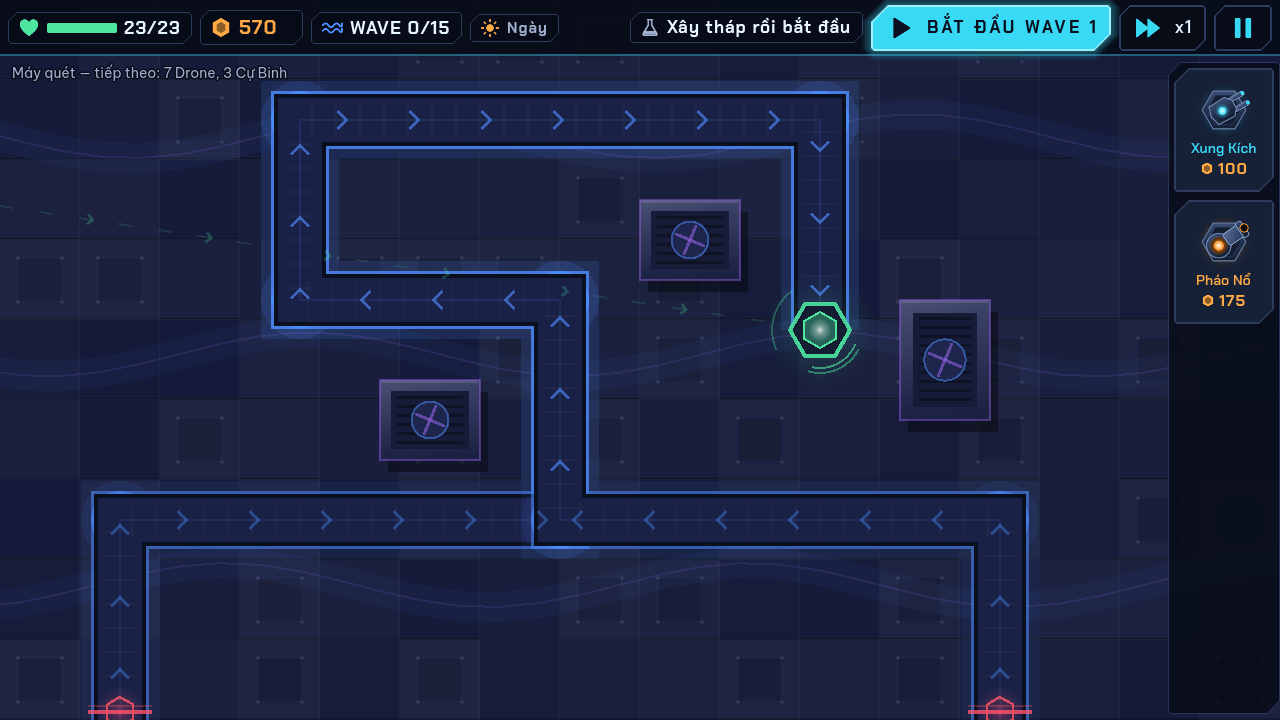 23/23
570
WAVE 0/15
Ngày
Xây tháp rồi bắt đầu
BẮT ĐẦU WAVE 1
x1
Máy quét — tiếp theo: 7 Drone, 3 Cự Binh
Xung Kích
100
Pháo Nổ
175